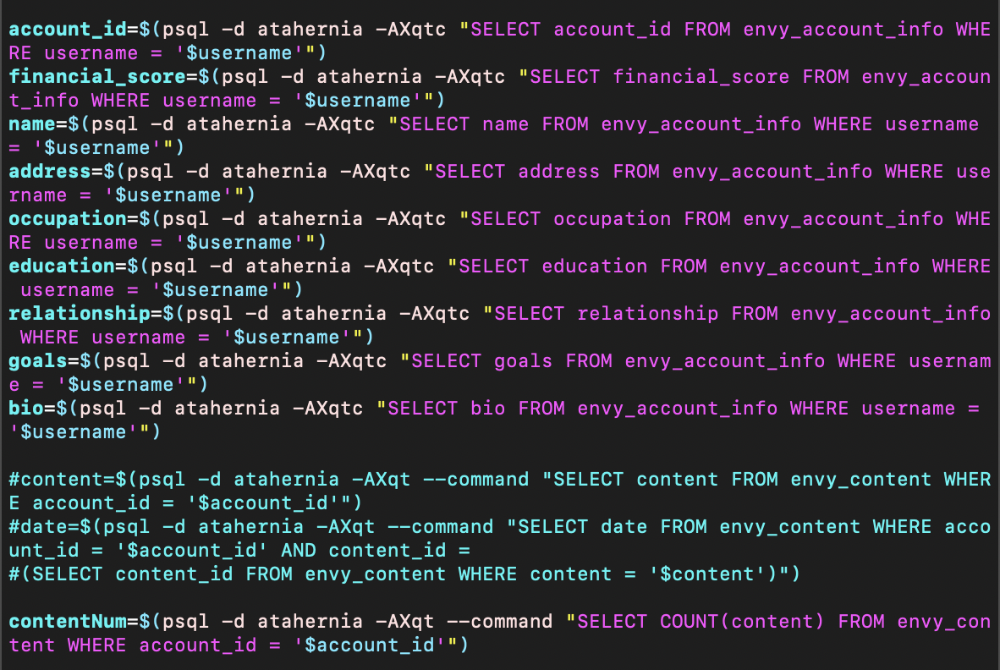 account_id=$(psql -d atahernia -AXqtc "SELECT account_id FROM envy_account_info WHE
RE username = '$username'")
financial_score=$(psql -d atahernia -AXqtc "SELECT financial_score FROM envy_accoun
t_info WHERE username = '$username'")
name=$(psql -d atahernia -AXqtc "SELECT name FROM envy_account_info WHERE username
= '$username'")
address=$(psql -d atahernia -AXqtc "SELECT address FROM envy_account_info WHERE use
rname = '$username'")
occupation=$(psql -d atahernia -AXqtc "SELECT occupation FROM envy_account_info WHE
RE username = '$username'")
education=$(psql -d atahernia -AXqtc "SELECT education FROM envy_account_info WHERE
 username = '$username'")
relationship=$(psql -d atahernia -AXqtc "SELECT relationship FROM envy_account_info
 WHERE username = '$username'")
goals=$(psql -d atahernia -AXqtc "SELECT goals FROM envy_account_info WHERE usernam
e = '$username'")
bio=$(psql -d atahernia -AXqtc "SELECT bio FROM envy_account_info WHERE username =
'$username'")

#content=$(psql -d atahernia -AXqt --command "SELECT content FROM envy_content WHER
E account_id = '$account_id'")
#date=$(psql -d atahernia -AXqt --command "SELECT date FROM envy_content WHERE acco
unt_id = '$account_id' AND content_id =
#(SELECT content_id FROM envy_content WHERE content = '$content')")

contentNum=$(psql -d atahernia -AXqt --command "SELECT COUNT(content) FROM envy_con
tent WHERE account_id = '$account_id'")